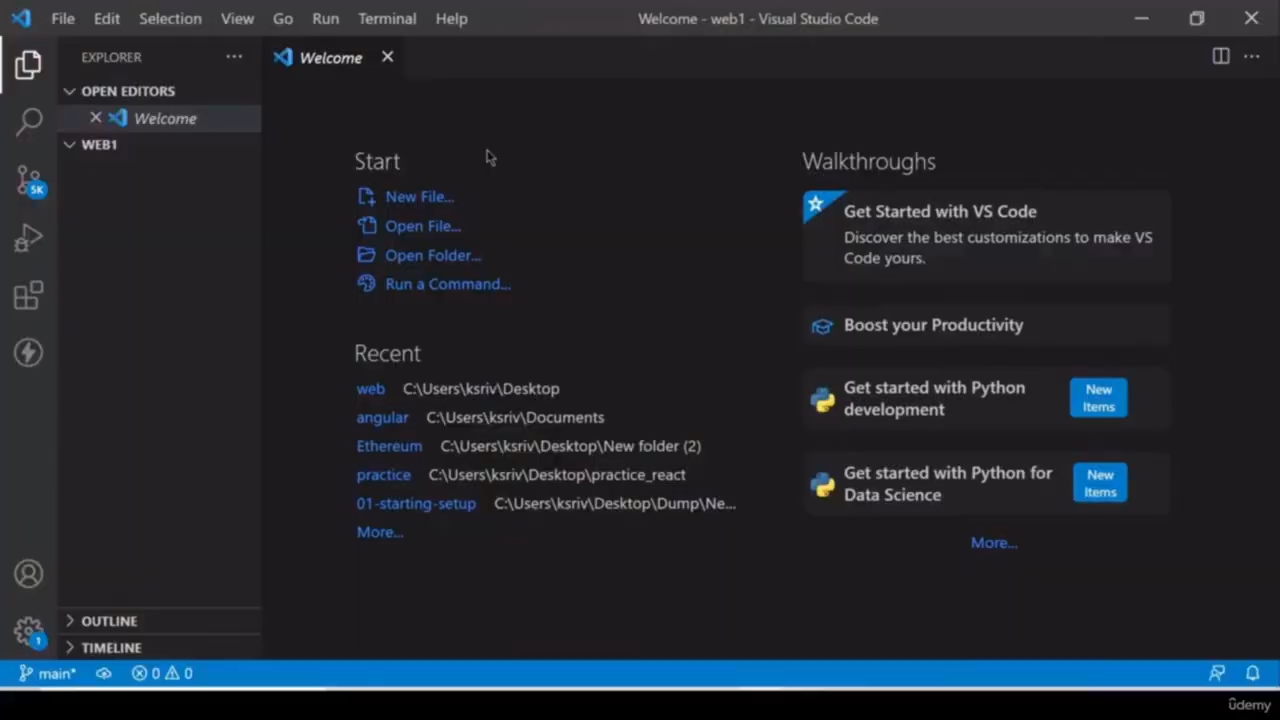 File Edit Selection View Go Run Terminal Help Welcome - web1 - Visual Studio Code
EXPLORER
OPEN EDITORS
Welcome
WEB1
OUTLINE
TIMELINE
5K
1
Welcome
Start
New File...
Open File...
Open Folder...
Run a Command...
Recent
web C:\Users\ksriv\Desktop
angular C:\Users\ksriv\Documents
Ethereum C:\Users\ksriv\Desktop\New folder (2)
practice C:\Users\ksriv\Desktop\practice_react
01-starting-setup C:\Users\ksriv\Desktop\Dump\Ne...
More...
Walkthroughs
Get Started with VS Code
Discover the best customizations to make VS
Code yours.
Boost your Productivity
Get started with Python
development
New
Items
Get started with Python for
Data Science
New
Items
More...
main* 0 0
ûdemy